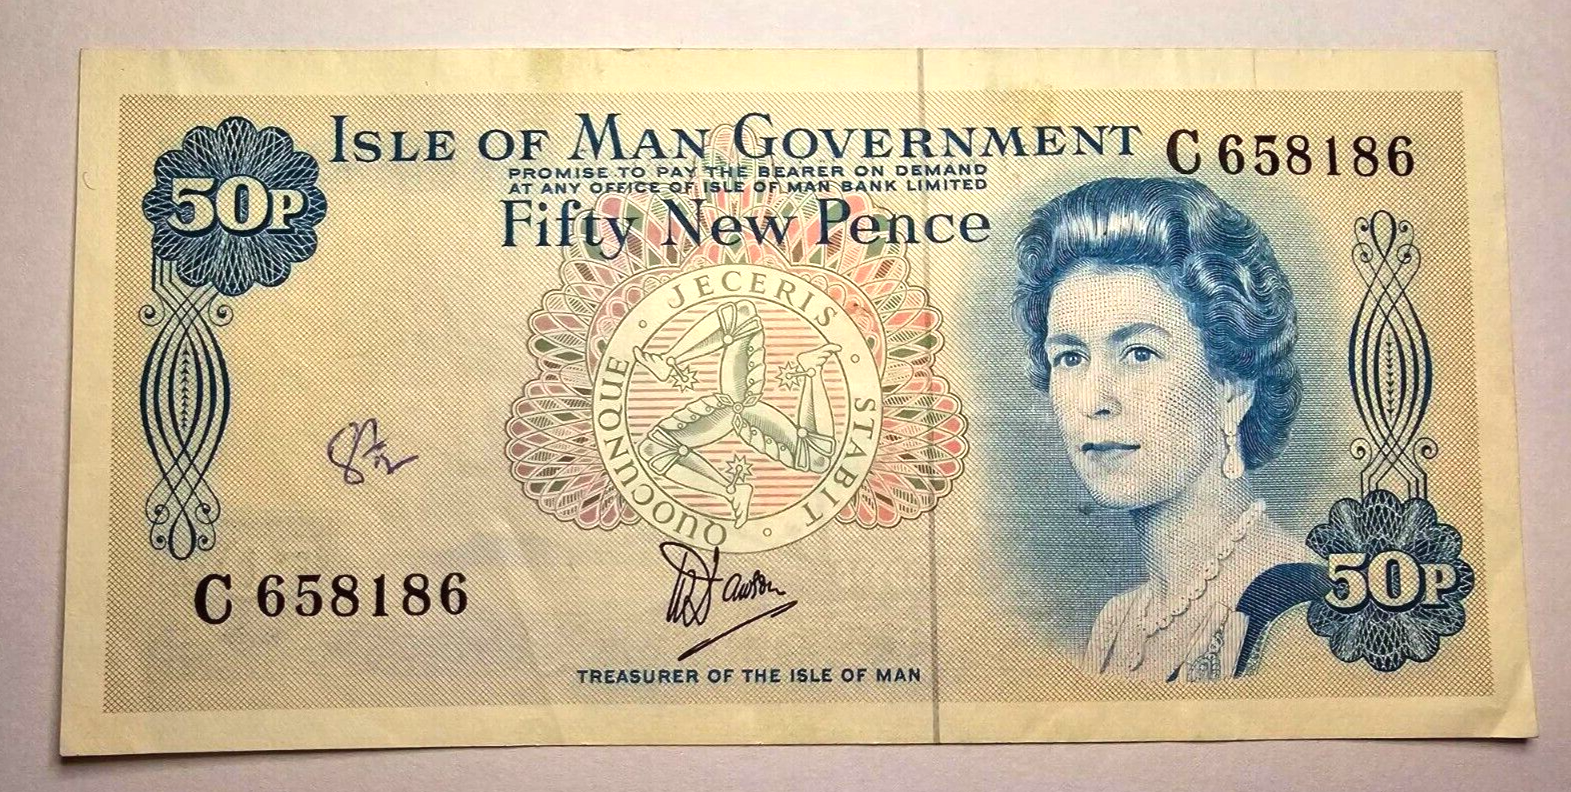 ISLE OF MAN GOVERNMENT
C 658186
PROMISE TO PAY THE BEARER ON DEMAND
AT ANY OFFICE OF ISLE OF MAN BANK LIMITED
50P
Fifty New Pence
QUOCUNQUE · JECERIS · STABIT ·
C 658186
50P
TREASURER OF THE ISLE OF MAN